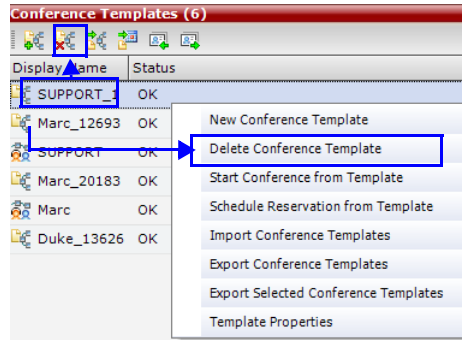 Conference Templates (6)
Display Name Status
SUPPORT_1 OK
Marc_12693 OK
SUPPORT OK
Marc_20183 OK
Marc OK
Duke_13626 OK
New Conference Template
Delete Conference Template
Start Conference from Template
Schedule Reservation from Template
Import Conference Templates
Export Conference Templates
Export Selected Conference Templates
Template Properties